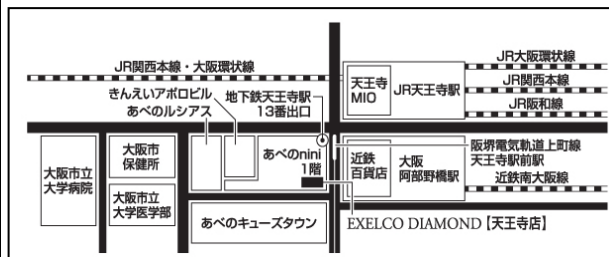 JR関西本線・大阪環状線
JR大阪環状線
JR関西本線
JR阪和線
天王寺
MIO
JR天王寺駅
きんえいアポロビル
あべのルシアス
地下鉄天王寺駅
13番出口
大阪市立
大学病院
大阪市
保健所
大阪市立
大学医学部
あべのnini
1階
近鉄
百貨店
大阪
阿部野橋駅
阪堺電気軌道上町線
天王寺駅前駅
近鉄南大阪線
あべのキューズタウン
EXELCO DIAMOND【天王寺店】